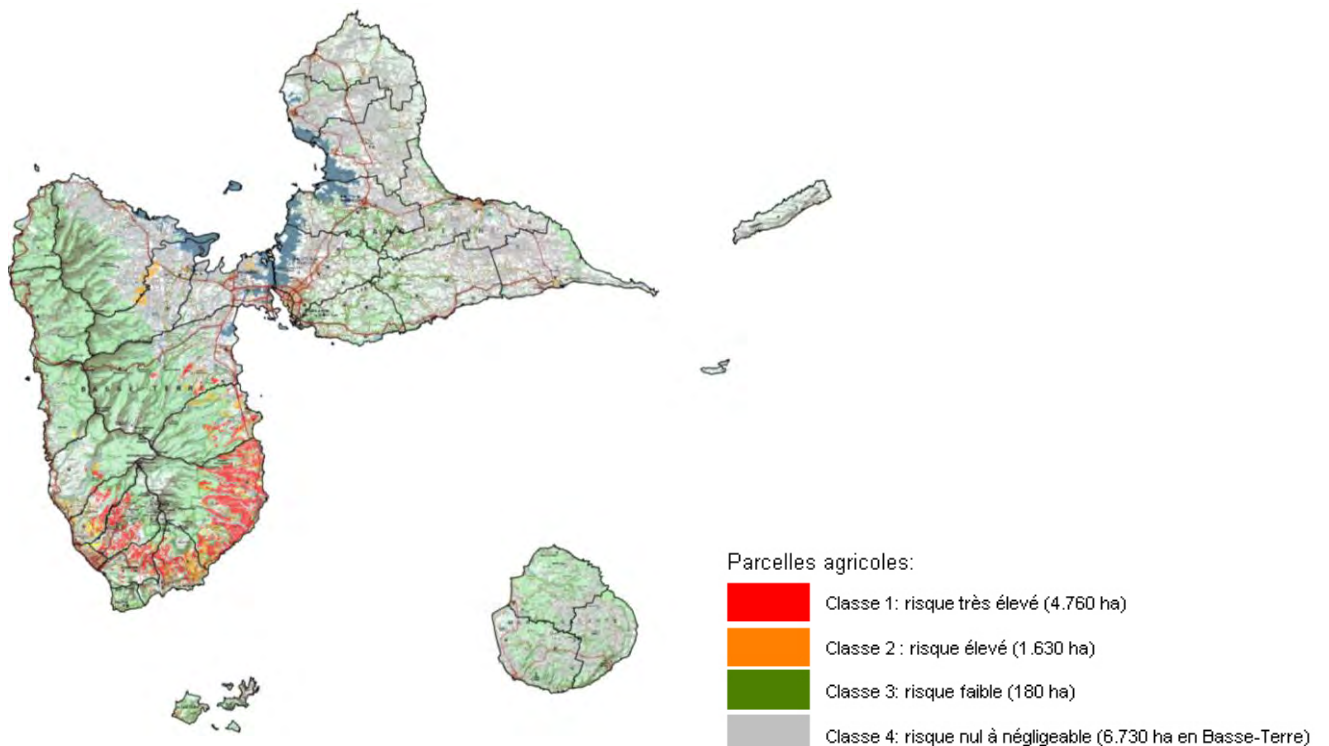 Parcelles agricoles:
Classe 1: risque très élevé (4.760 ha)
Classe 2 : risque élevé (1.630 ha)
Classe 3: risque faible (180 ha)
Classe 4: risque nul à négligeable (6.730 ha en Basse-Terre)